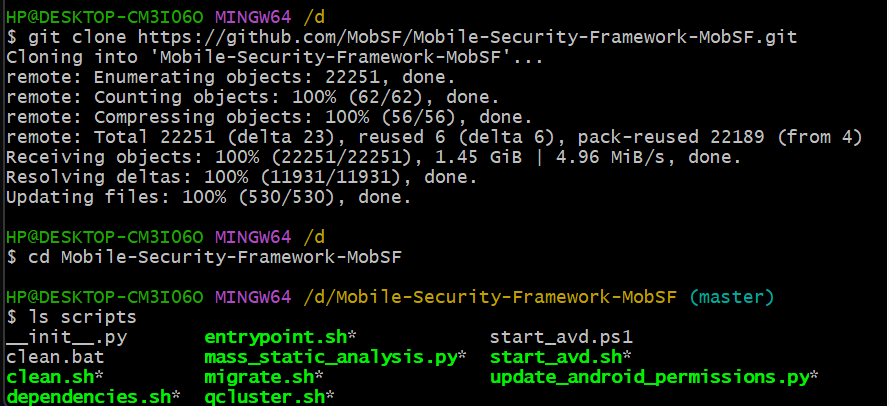 HP@DESKTOP-CM3I06O MINGW64 /d
$ git clone https://github.com/MobSF/Mobile-Security-Framework-MobSF.git
Cloning into 'Mobile-Security-Framework-MobSF'...
remote: Enumerating objects: 22251, done.
remote: Counting objects: 100% (62/62), done.
remote: Compressing objects: 100% (56/56), done.
remote: Total 22251 (delta 23), reused 6 (delta 6), pack-reused 22189 (from 4)
Receiving objects: 100% (22251/22251), 1.45 GiB | 4.96 MiB/s, done.
Resolving deltas: 100% (11931/11931), done.
Updating files: 100% (530/530), done.
HP@DESKTOP-CM3I06O MINGW64 /d
$ cd Mobile-Security-Framework-MobSF
HP@DESKTOP-CM3I06O MINGW64 /d/Mobile-Security-Framework-MobSF (master)
$ ls scripts
__init__.py entrypoint.sh* start_avd.ps1
clean.bat mass_static_analysis.py* start_avd.sh*
clean.sh* migrate.sh* update_android_permissions.py*
dependencies.sh* qcluster.sh*